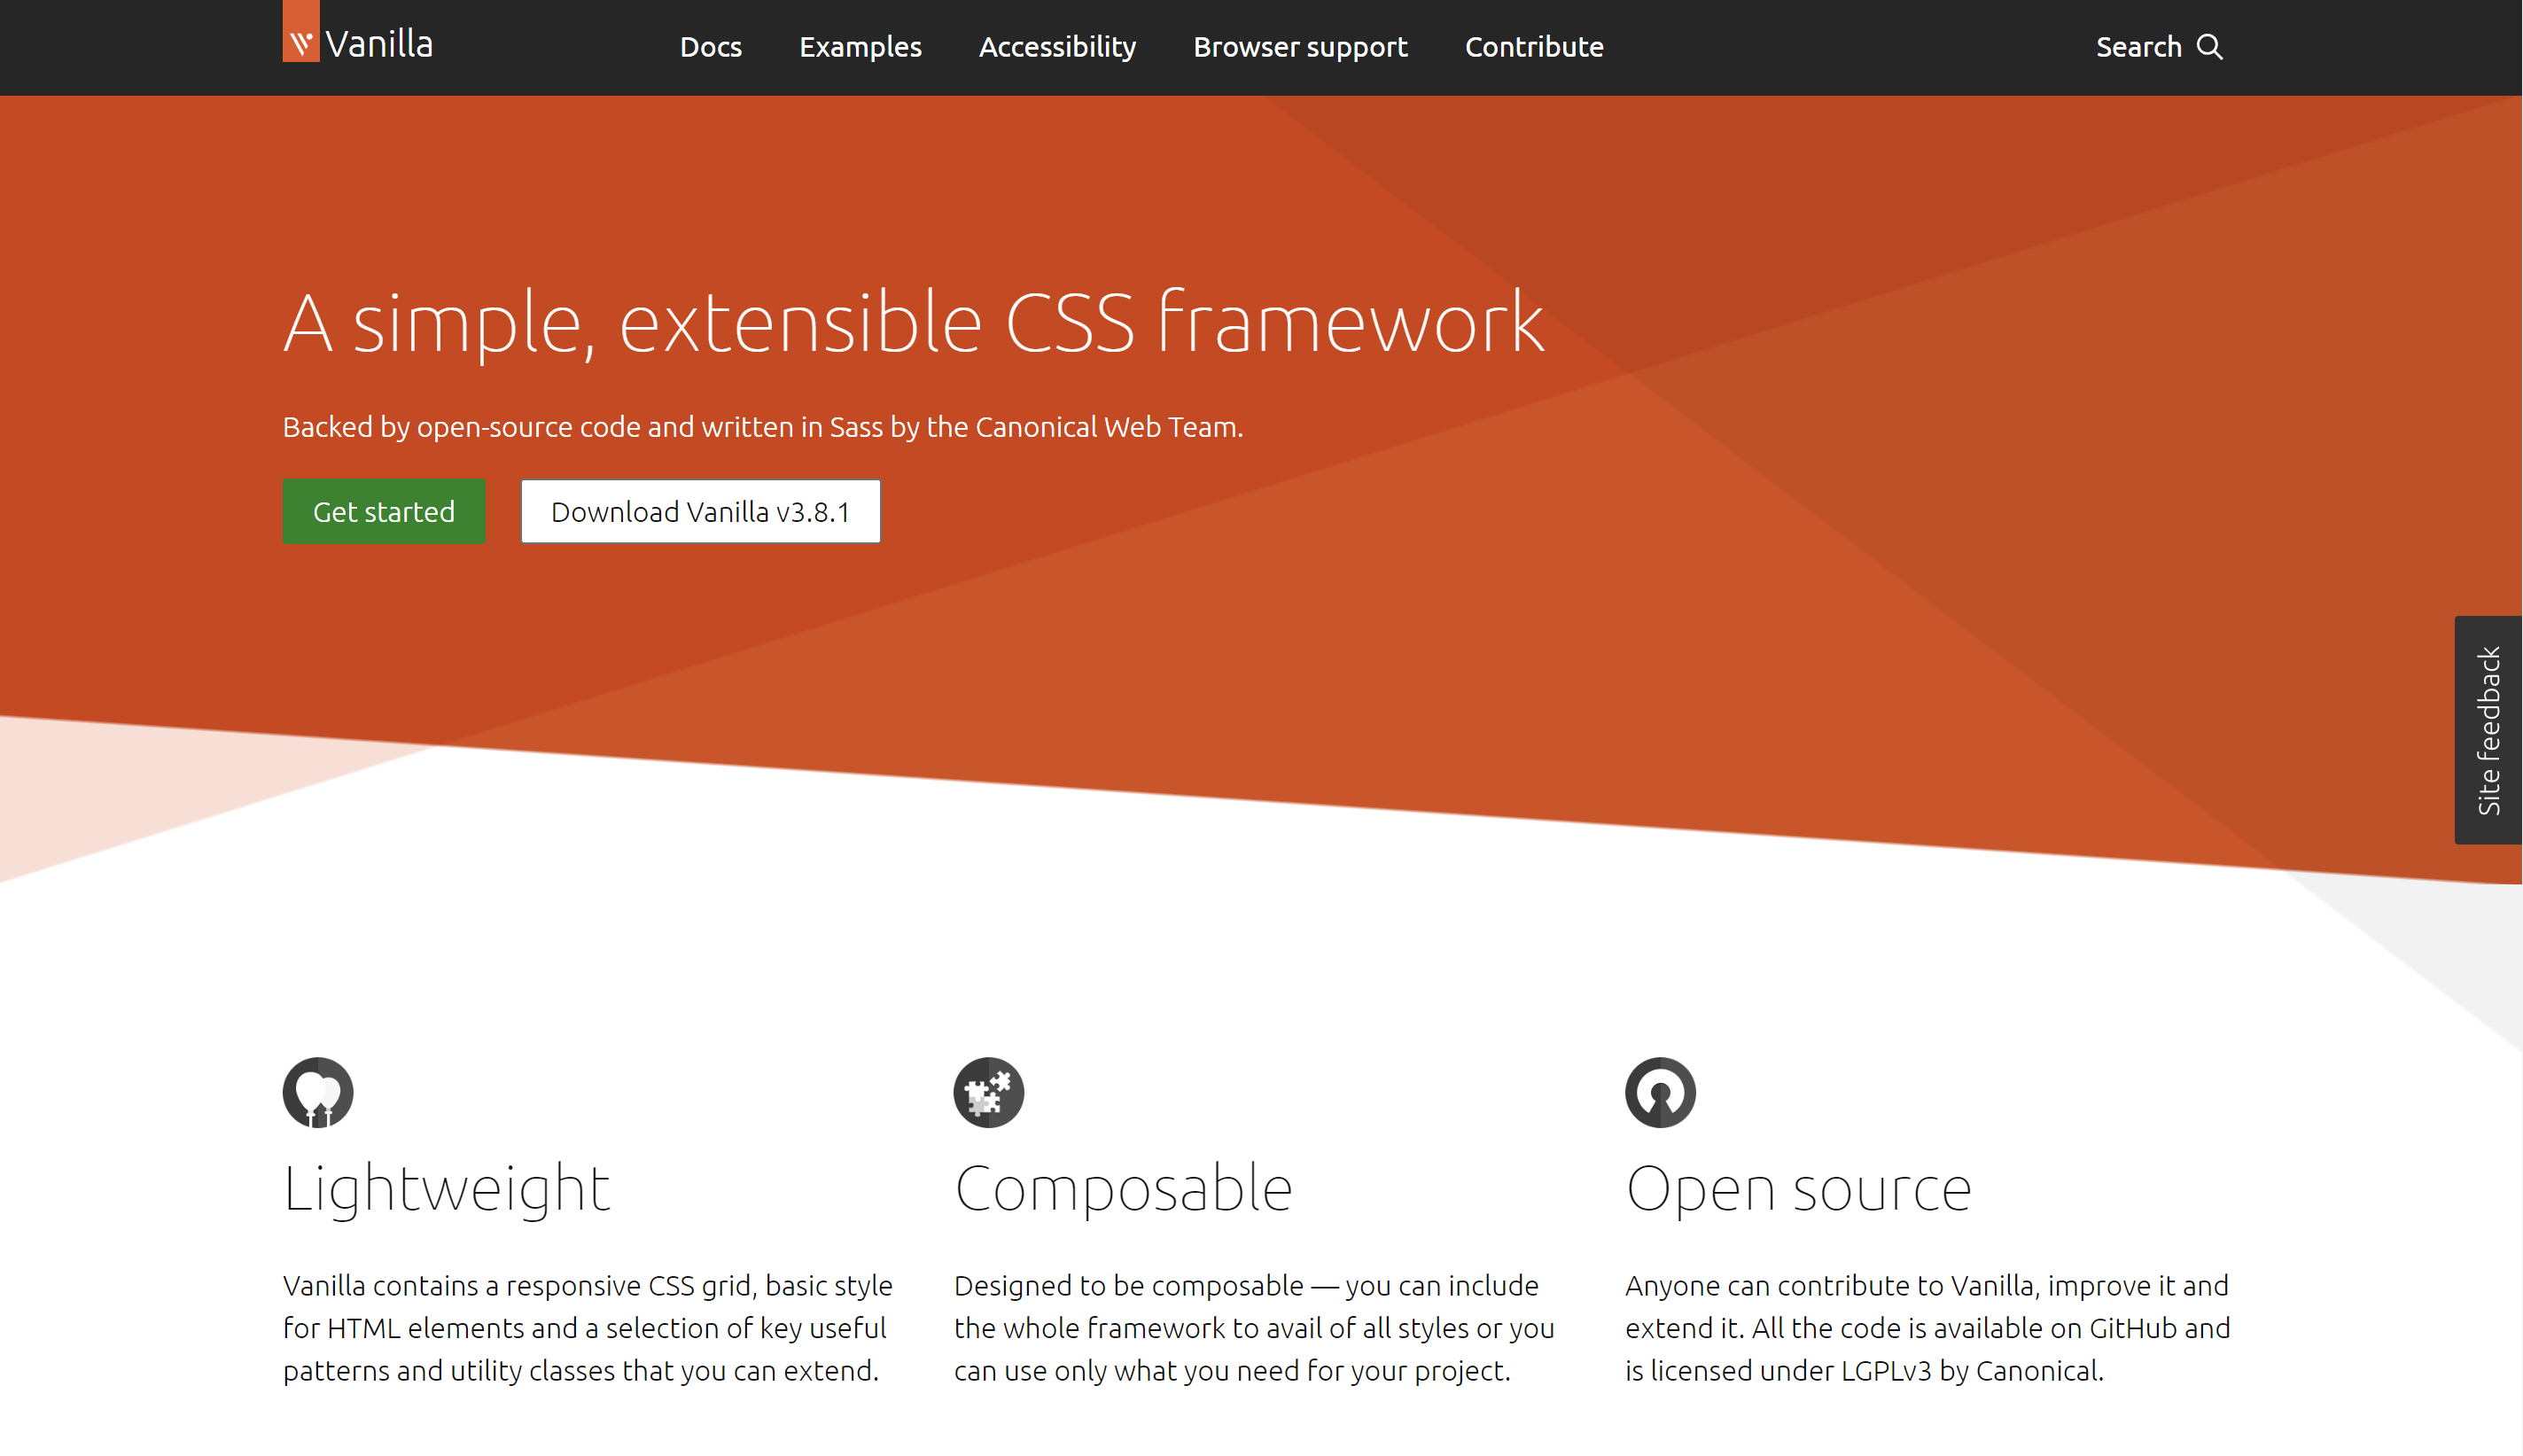 Vanilla
Docs
Examples
Accessibility
Browser support
Contribute
Search
A simple, extensible CSS framework
Backed by open-source code and written in Sass by the Canonical Web Team.
Get started
Download Vanilla v3.8.1
Site feedback
Lightweight
Vanilla contains a responsive CSS grid, basic style
for HTML elements and a selection of key useful
patterns and utility classes that you can extend.
Composable
Designed to be composable — you can include
the whole framework to avail of all styles or you
can use only what you need for your project.
Open source
Anyone can contribute to Vanilla, improve it and
extend it. All the code is available on GitHub and
is licensed under LGPLv3 by Canonical.